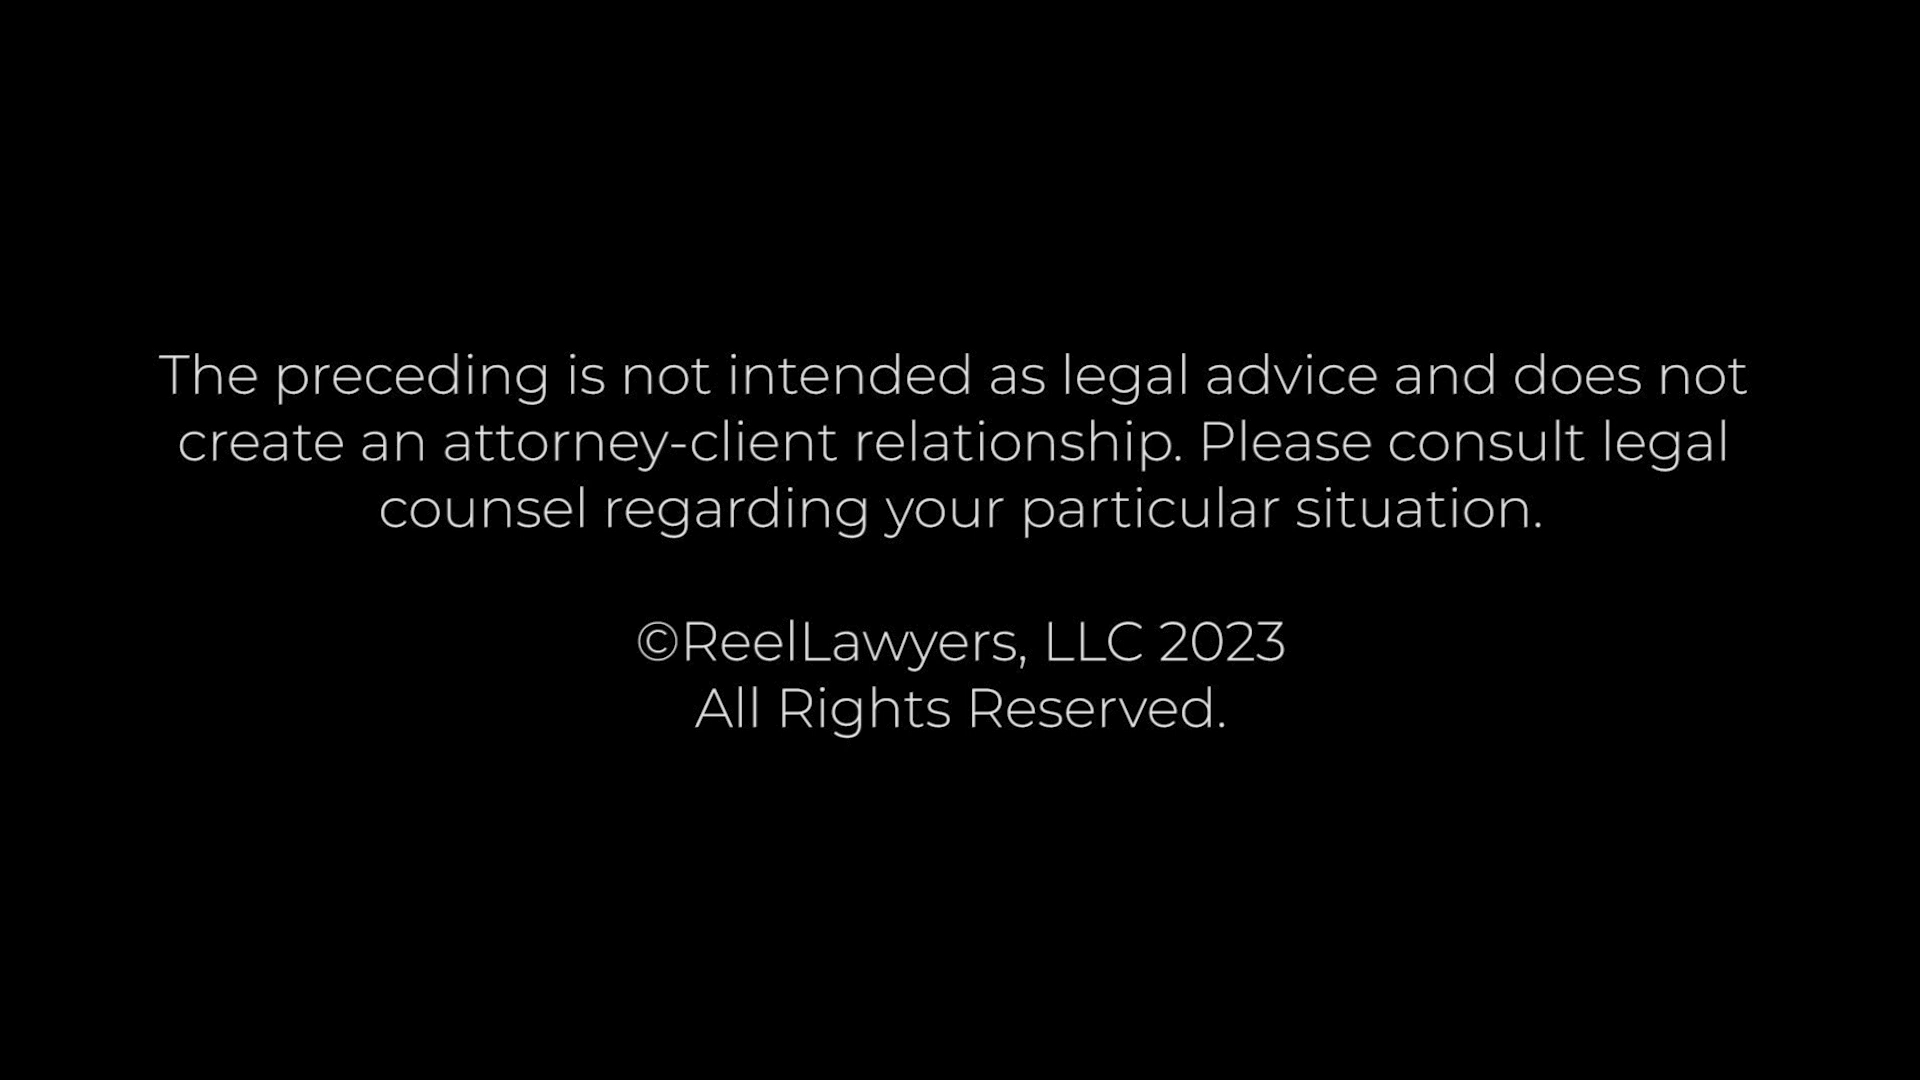 The preceding is not intended as legal advice and does not
create an attorney-client relationship. Please consult legal
counsel regarding your particular situation.
©ReelLawyers, LLC 2023
All Rights Reserved.